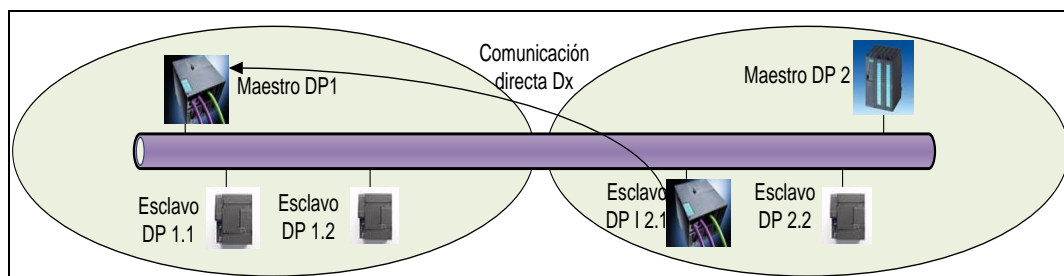 Comunicación
directa Dx
Maestro DP1
Maestro DP 2
Esclavo
DP 1.1
Esclavo
DP 1.2
Esclavo
DP I 2.1
Esclavo
DP 2.2